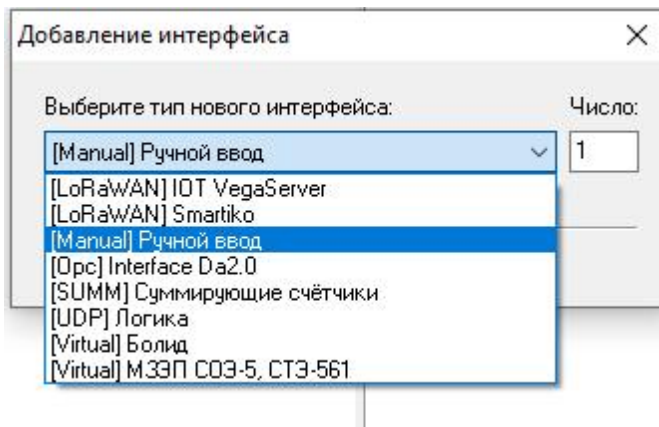 Добавление интерфейса
Выберите тип нового интерфейса: Число:
[Manual] Ручной ввод 1
[LoRaWAN] IOT VegaServer
[LoRaWAN] Smartiko
[Manual] Ручной ввод
[Opc] Interface Da2.0
[SUMM] Суммирующие счётчики
[UDP] Логика
[Virtual] Болид
[Virtual] МЗЭП СОЭ-5, СТЭ-561